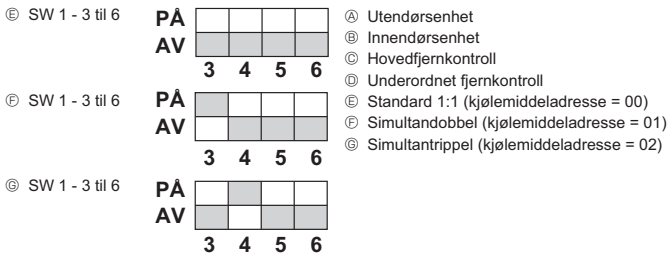 Ⓔ SW 1 - 3 til 6
PÅ
AV
3 4 5 6
Ⓕ SW 1 - 3 til 6
PÅ
AV
3 4 5 6
Ⓖ SW 1 - 3 til 6
PÅ
AV
3 4 5 6
Ⓐ Utendørsenhet
Ⓑ Innendørsenhet
Ⓒ Hovedfjernkontroll
Ⓓ Underordnet fjernkontroll
Ⓔ Standard 1:1 (kjølemiddeladresse = 00)
Ⓕ Simultandobbel (kjølemiddeladresse = 01)
Ⓖ Simultantrippel (kjølemiddeladresse = 02)